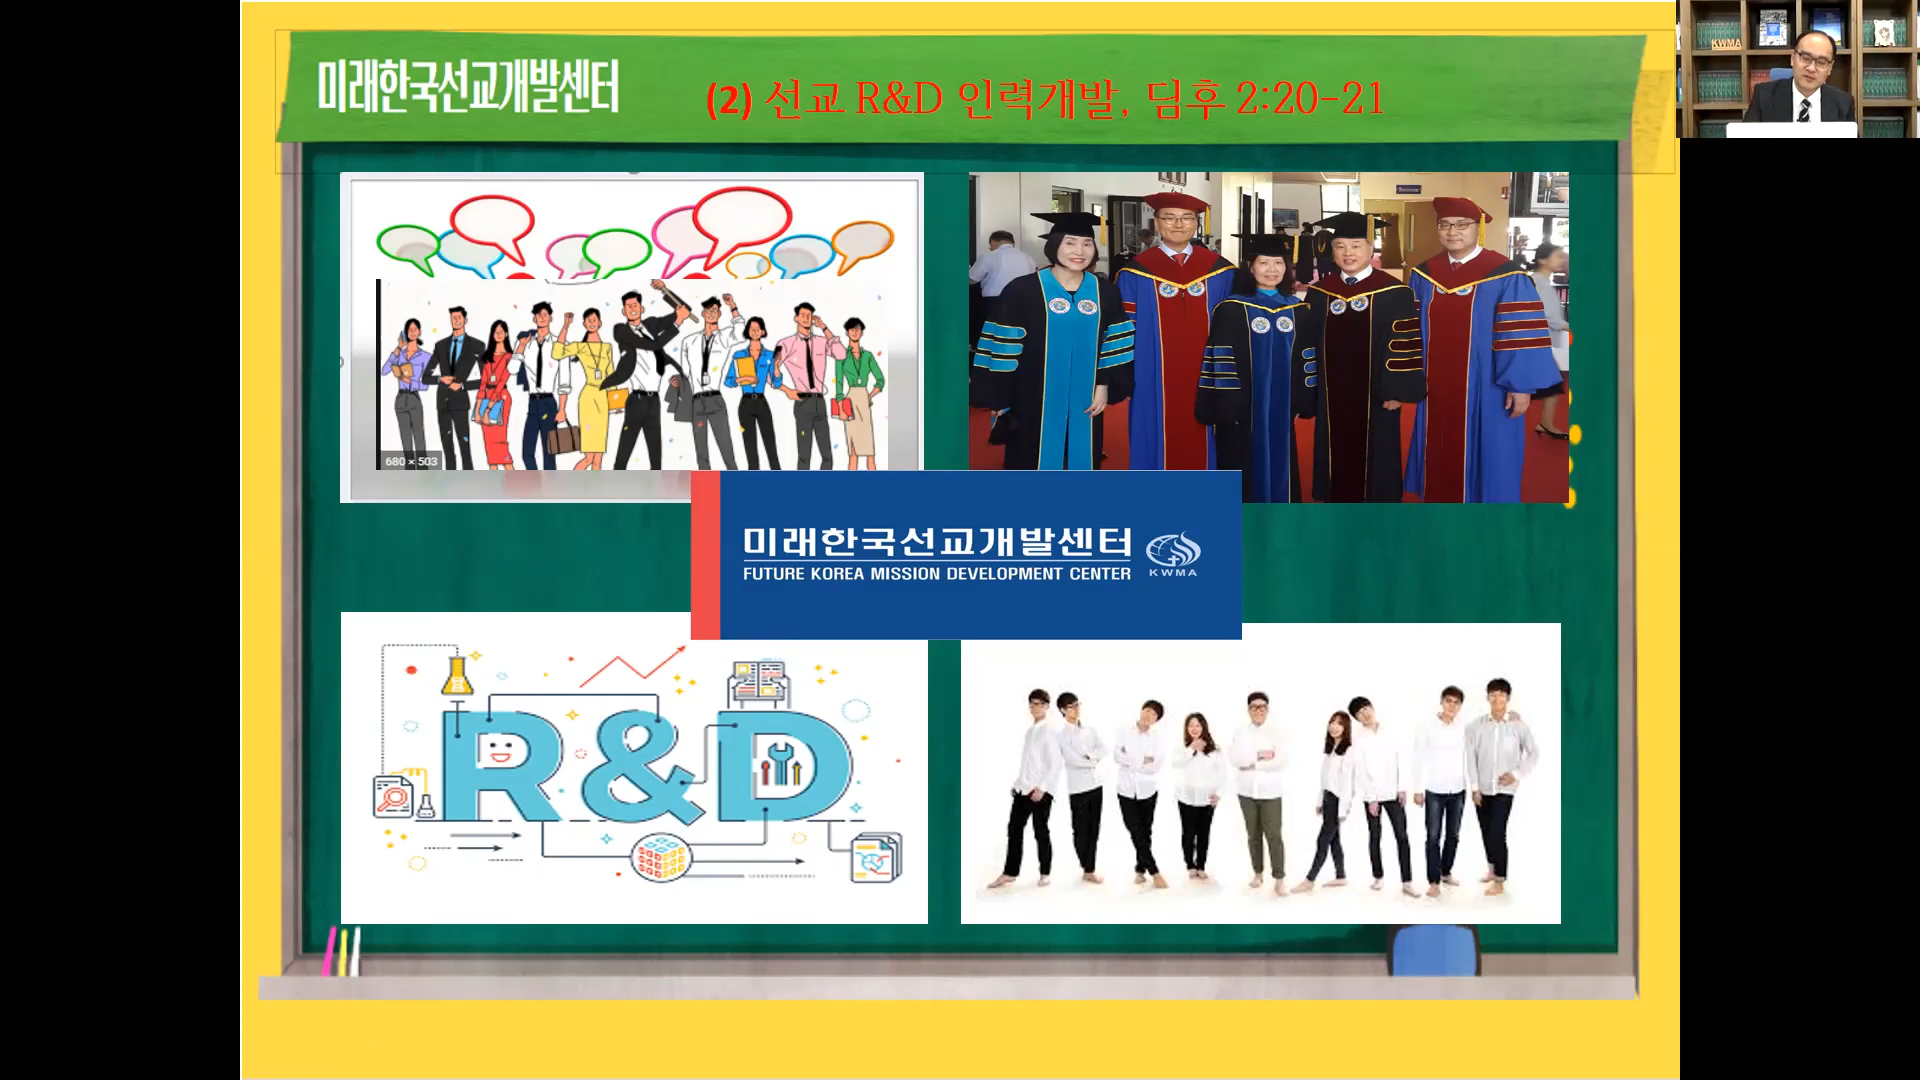 미래한국선교개발센터
(2) 선교 R&D 인력개발, 딤후 2:20-21
KWMA
680 × 503
미래한국선교개발센터
FUTURE KOREA MISSION DEVELOPMENT CENTER
KWMA
R&D